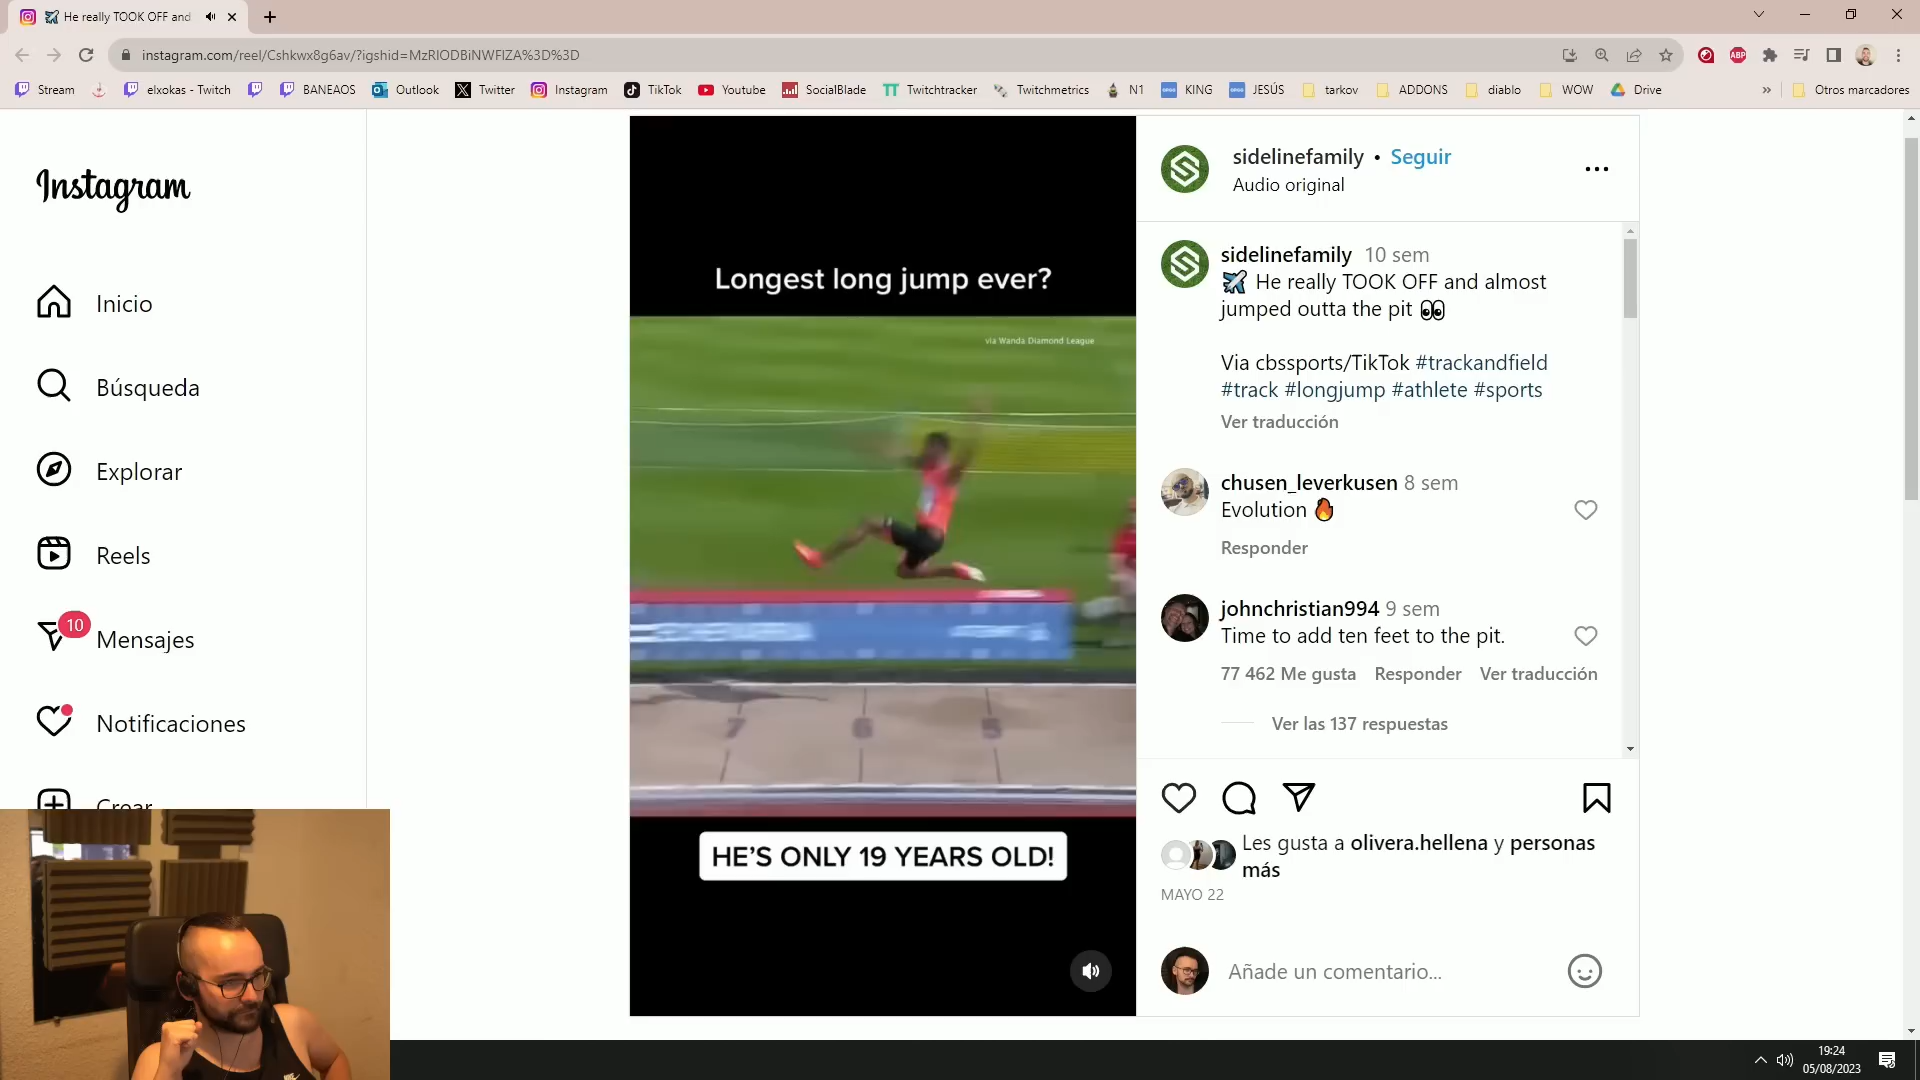 He really TOOK OFF and
instagram.com/reel/Cshkwx8g6av/?igshid=MzRlODBiNWFlZA%3D%3D
Stream
elxokas - Twitch
BANEAOS
Outlook
Twitter
Instagram
TikTok
Youtube
SocialBlade
Twitchtracker
Twitchmetrics
N1
KING
JESÚS
tarkov
ADDONS
diablo
WOW
Drive
»
Otros marcadores
ABP
Instagram
Inicio
Búsqueda
Explorar
Reels
10
Mensajes
Notificaciones
Crear
Longest long jump ever?
via Wanda Diamond League
7 6 5
HE'S ONLY 19 YEARS OLD!
sidelinefamily • Seguir
Audio original
sidelinefamily 10 sem
✈️ He really TOOK OFF and almost
jumped outta the pit 👀
Via cbssports/TikTok #trackandfield
#track #longjump #athlete #sports
Ver traducción
chusen_leverkusen 8 sem
Evolution 🔥
Responder
johnchristian994 9 sem
Time to add ten feet to the pit.
77 462 Me gusta Responder Ver traducción
Ver las 137 respuestas
Les gusta a olivera.hellena y personas
más
MAYO 22
Añade un comentario...
19:24
05/08/2023